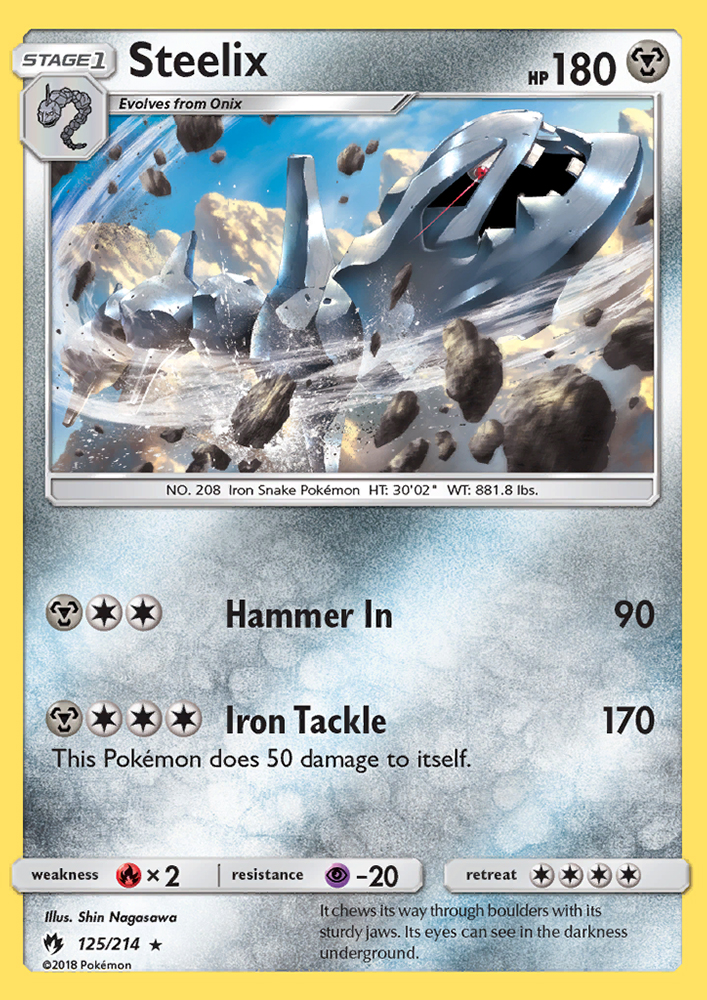 STAGE1
Steelix
HP180
Evolves from Onix
NO. 208 Iron Snake Pokémon HT: 30'02" WT: 881.8 lbs.
Hammer In 90
Iron Tackle 170
This Pokémon does 50 damage to itself.
weakness ×2 resistance –20 retreat
Illus. Shin Nagasawa
125/214 ★
©2018 Pokémon
It chews its way through boulders with its
sturdy jaws. Its eyes can see in the darkness
underground.